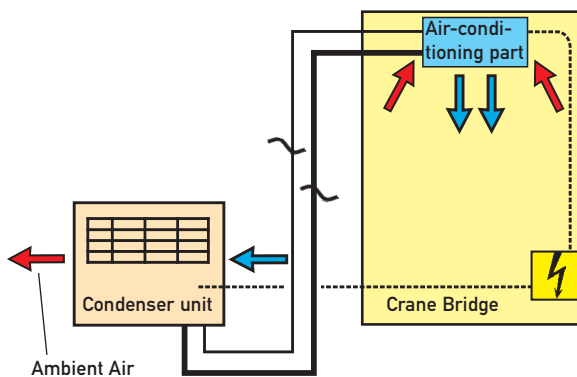 Air-condi-
tioning part
Condenser unit
Crane Bridge
Ambient Air